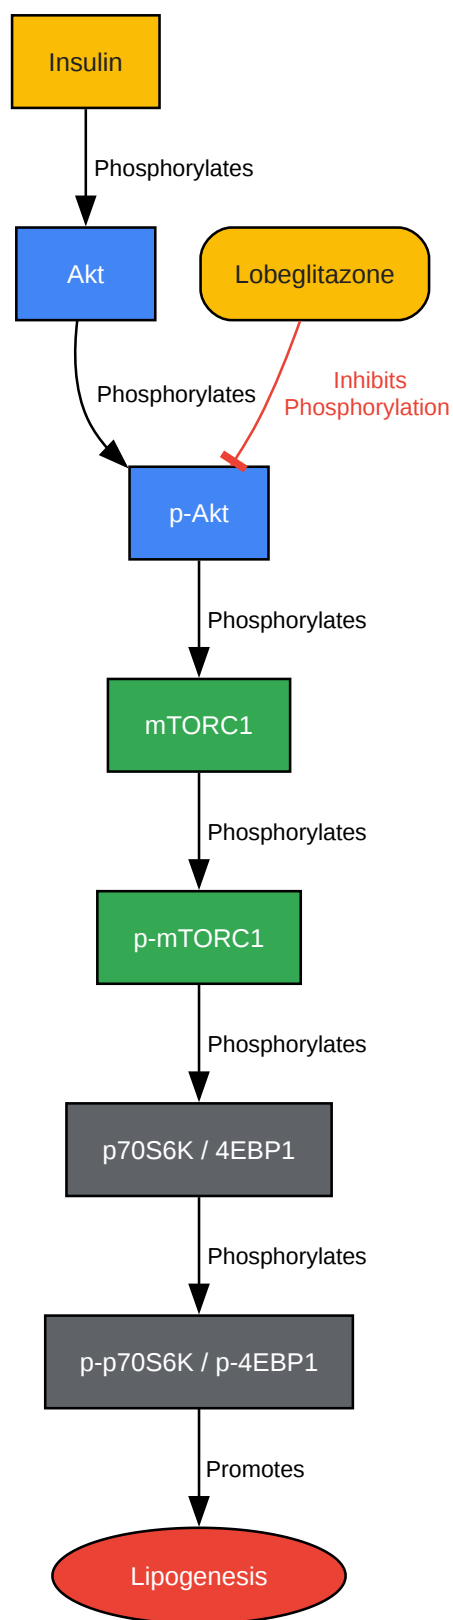 Insulin
Phosphorylates
Akt
Lobeglitazone
Phosphorylates
Inhibits
Phosphorylation
p-Akt
Phosphorylates
mTORC1
Phosphorylates
p-mTORC1
Phosphorylates
p70S6K / 4EBP1
Phosphorylates
p-p70S6K / p-4EBP1
Promotes
Lipogenesis